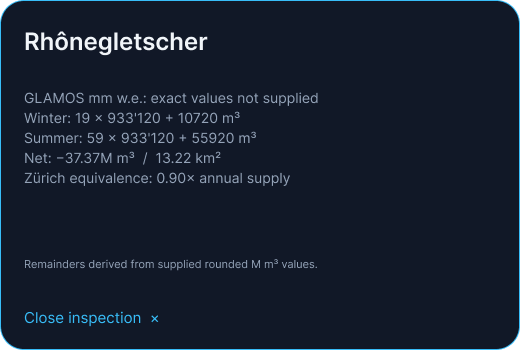 Rhônegletscher
GLAMOS mm w.e.: exact values not supplied
Winter: 19 × 933'120 + 10720 m³
Summer: 59 × 933'120 + 55920 m³
Net: −37.37M m³ / 13.22 km²
Zürich equivalence: 0.90× annual supply
Remainders derived from supplied rounded M m³ values.
Close inspection ×